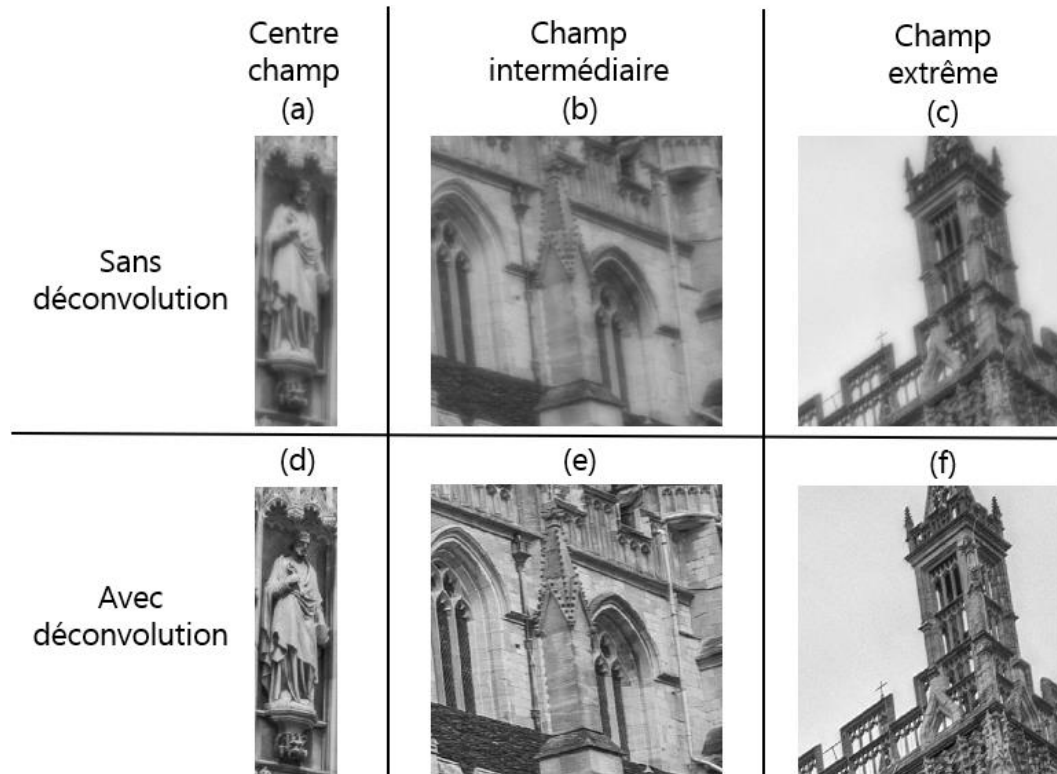 Centre
champ
(a)
Champ
intermédiaire
(b)
Champ
extrême
(c)
Sans
déconvolution
(d)
(e)
(f)
Avec
déconvolution